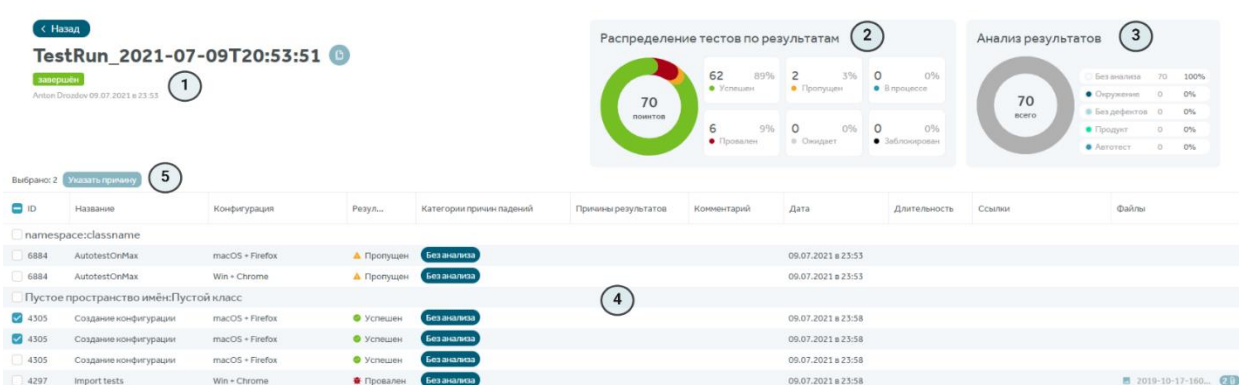 Назад
TestRun_2021-07-09T20:53:51
завершён
Anton Drozdov 09.07.2021 в 23:53
1
Распределение тестов по результатам 2
70
поинтов
62 89%
Успешен
2 3%
Пропущен
0 0%
В процессе
6 9%
Провален
0 0%
Ожидает
0 0%
Заблокирован
Анализ результатов 3
70
всего
Без анализа 70 100%
Окружение 0 0%
Без дефектов 0 0%
Продукт 0 0%
Автотест 0 0%
Выбрано: 2 Указать причину 5
ID Название Конфигурация Резул... Категории причин падений Причины результатов Комментарий Дата Длительность Ссылки Файлы
namespace:classname
6884 AutotestOnMax macOS + Firefox Пропущен Без анализа 09.07.2021 в 23:53
6884 AutotestOnMax Win + Chrome Пропущен Без анализа 09.07.2021 в 23:53
Пустое пространство имён:Пустой класс 4
4305 Создание конфигурации macOS + Firefox Успешен Без анализа 09.07.2021 в 23:58
4305 Создание конфигурации macOS + Firefox Успешен Без анализа 09.07.2021 в 23:58
4305 Создание конфигурации macOS + Firefox Успешен Без анализа 09.07.2021 в 23:58
4297 Import tests Win + Chrome Провален Без анализа 09.07.2021 в 23:58 2019-10-17-160... 2